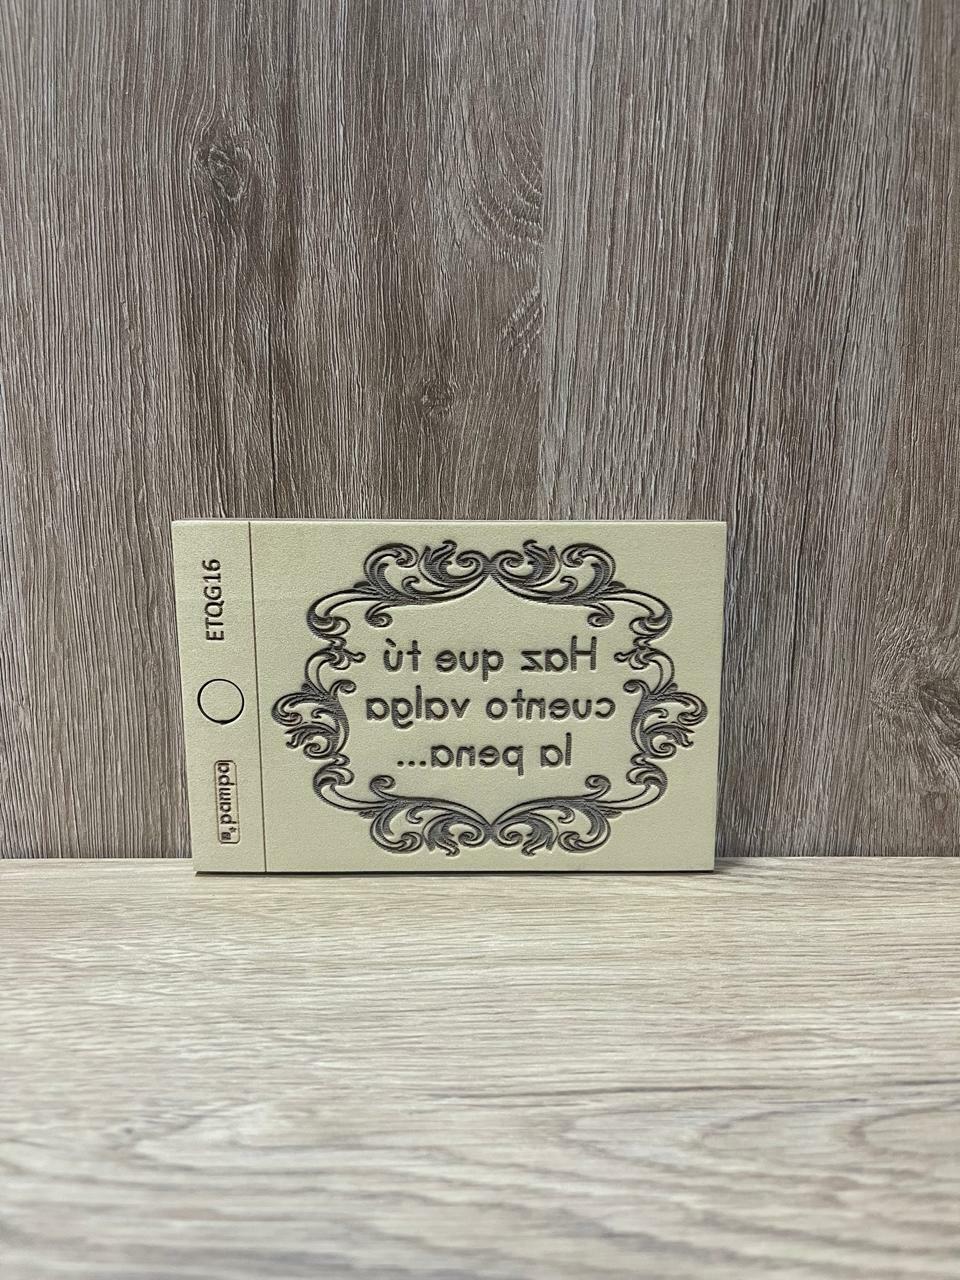 ETQG16
pampa
Haz que tú
cuento valga
la pena...